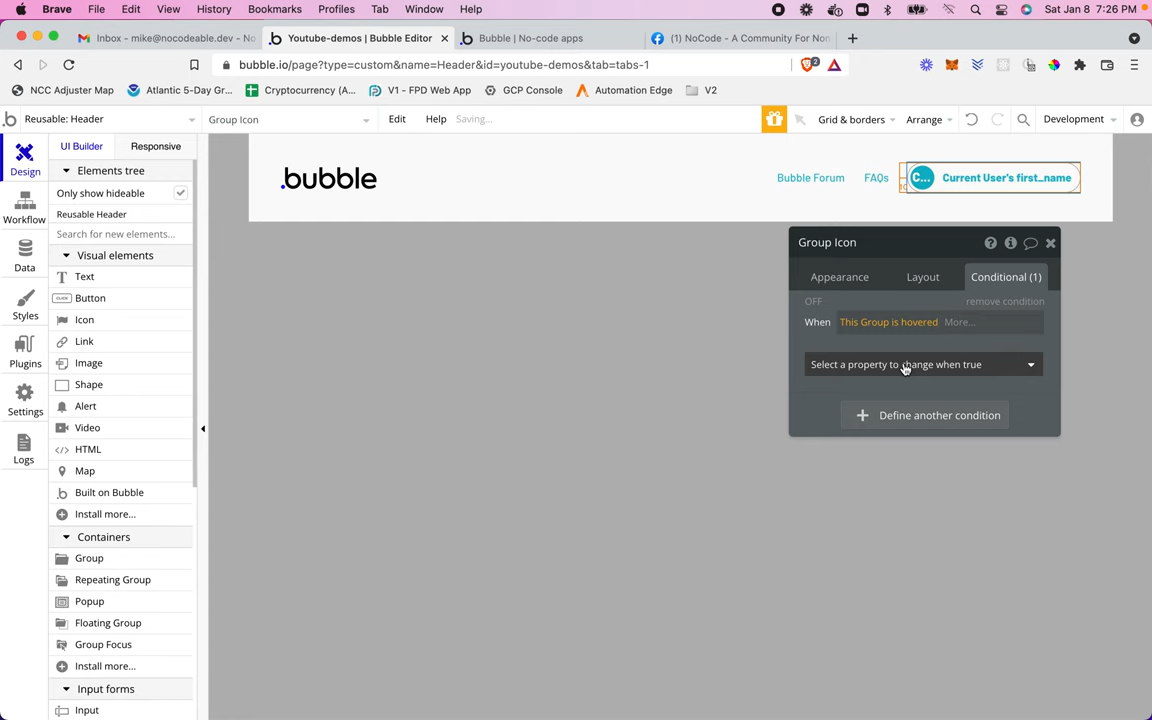 Brave File Edit View History Bookmarks Profiles Tab Window Help Sat Jan 8 7:26 PM
Inbox - mike@nocodeable.dev - No
Youtube-demos | Bubble Editor
Bubble | No-code apps
(1) NoCode - A Community For Non
bubble.io/page?type=custom&name=Header&id=youtube-demos&tab=tabs-1
2
NCC Adjuster Map Atlantic 5-Day Gr... Cryptocurrency (A... V1 - FPD Web App GCP Console Automation Edge V2
Reusable: Header Group Icon Edit Help Saving... Grid & borders Arrange Development
Design
Workflow
Data
Styles
Plugins
Settings
Logs
UI Builder Responsive
Elements tree
Only show hideable
Reusable Header
Search for new elements...
Visual elements
Text
CLICK Button
Icon
Link
Image
Shape
Alert
Video
</> HTML
Map
Built on Bubble
Install more...
Containers
Group
Repeating Group
Popup
Floating Group
Group Focus
Install more...
Input forms
Input
.bubble
Bubble Forum FAQs C... Current User's first_name
Group Icon
Appearance Layout Conditional (1)
OFF remove condition
When This Group is hovered More...
Select a property to change when true
Define another condition